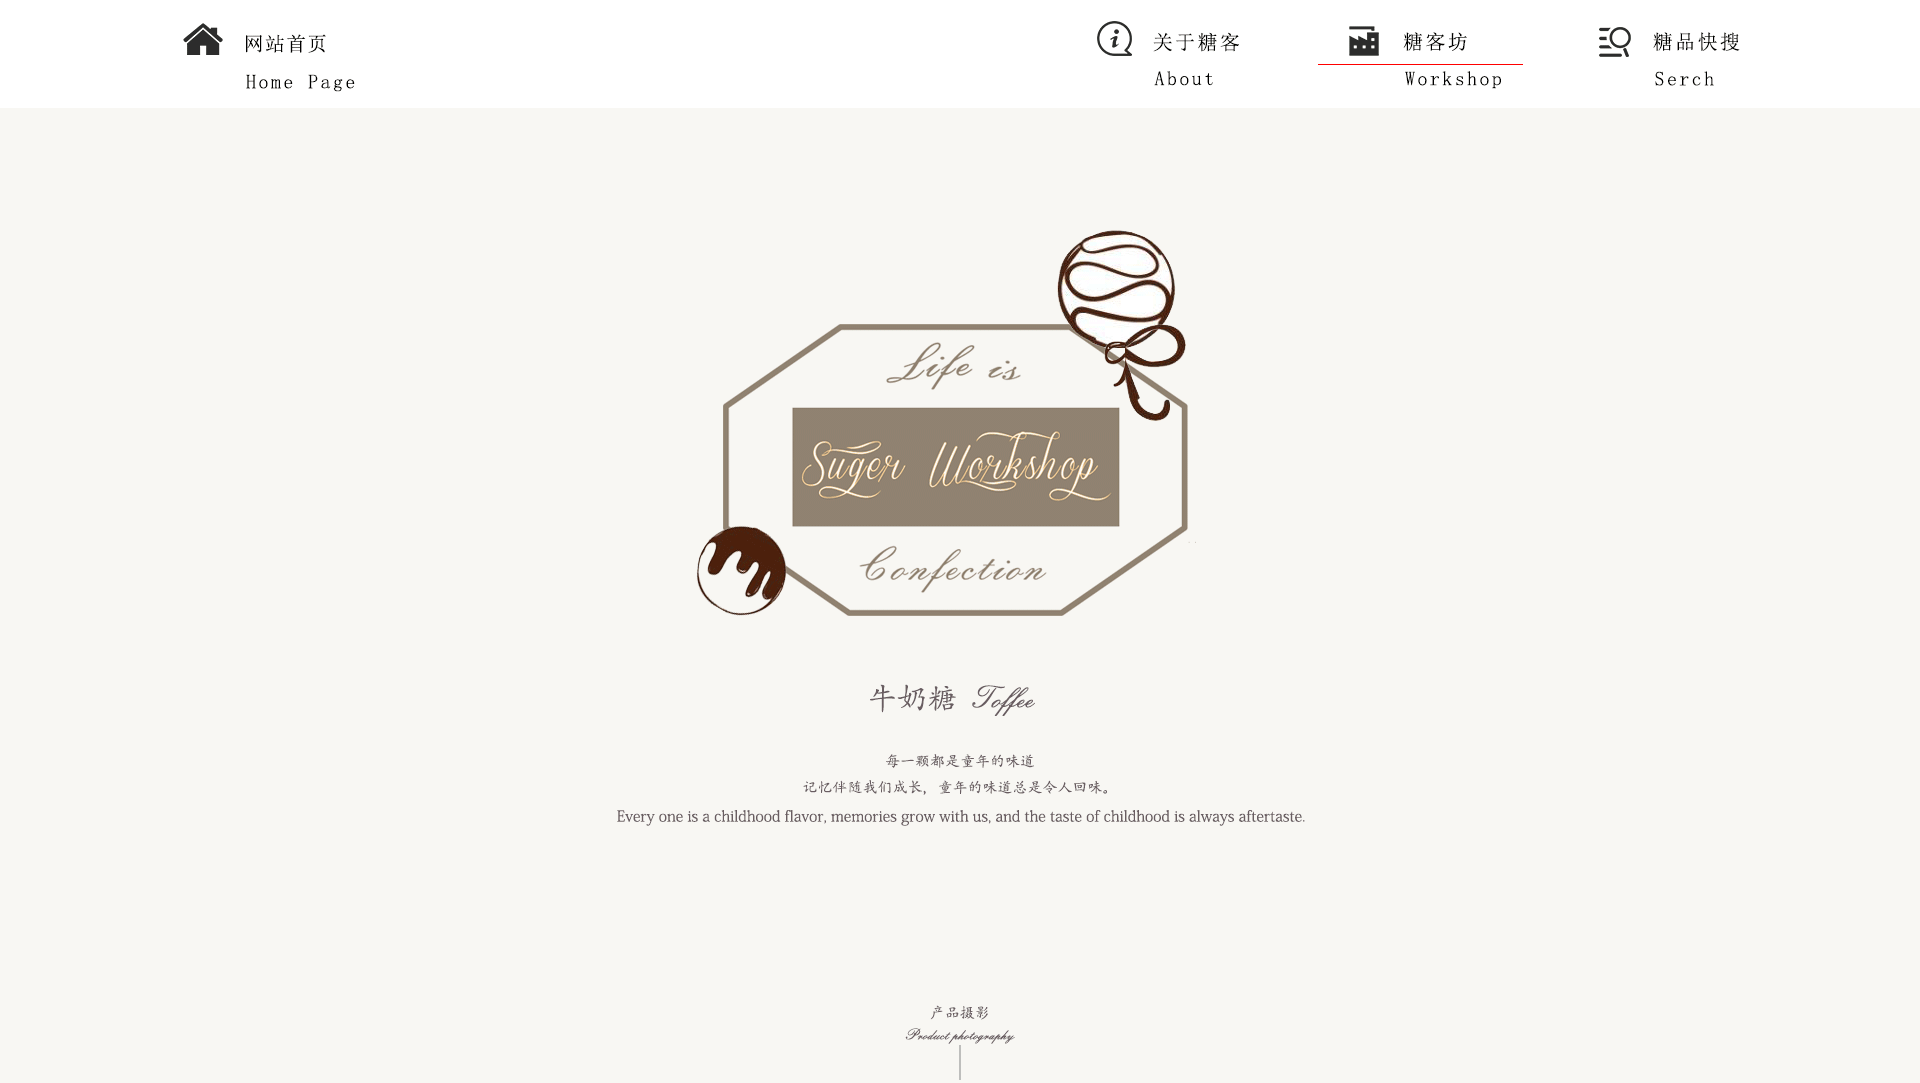 网站首页
Home Page
关于糖客
About
糖客坊
Workshop
糖品快搜
Serch
Life is
Suger Workshop
Confection
牛奶糖 Toffee
每一颗都是童年的味道
记忆伴随我们成长，童年的味道总是令人回味。
Every one is a childhood flavor, memories grow with us, and the taste of childhood is always aftertaste.
产品摄影
Product photography